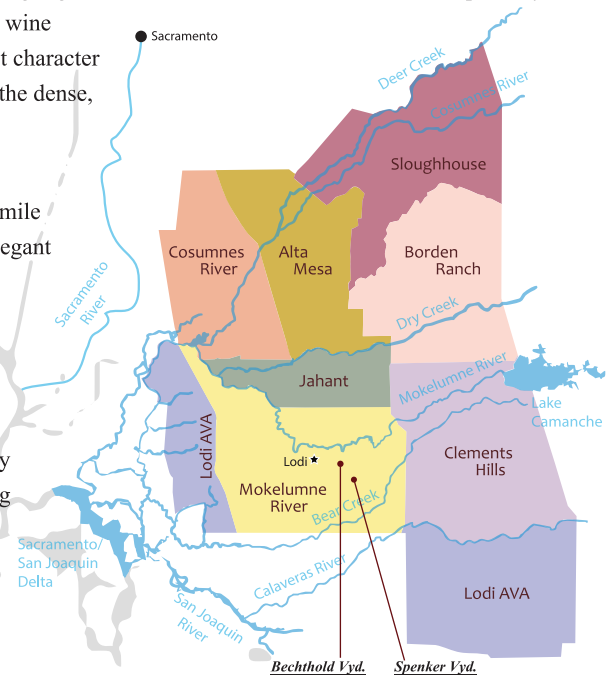 wine
t character
the dense,
mile
egant
y
g
Sacramento
Deer Creek
Cosumnes River
Sloughhouse
Cosumnes
River
Alta
Mesa
Borden
Ranch
Sacramento
River
Dry Creek
Jahant
Mokelumne River
Lake
Camanche
Lodi AVA
Lodi
Mokelumne
River
Clements
Hills
Bear Creek
Sacramento/
San Joaquin
Delta
Calaveras River
San Joaquin
River
Lodi AVA
Bechthold Vyd.
Spenker Vyd.